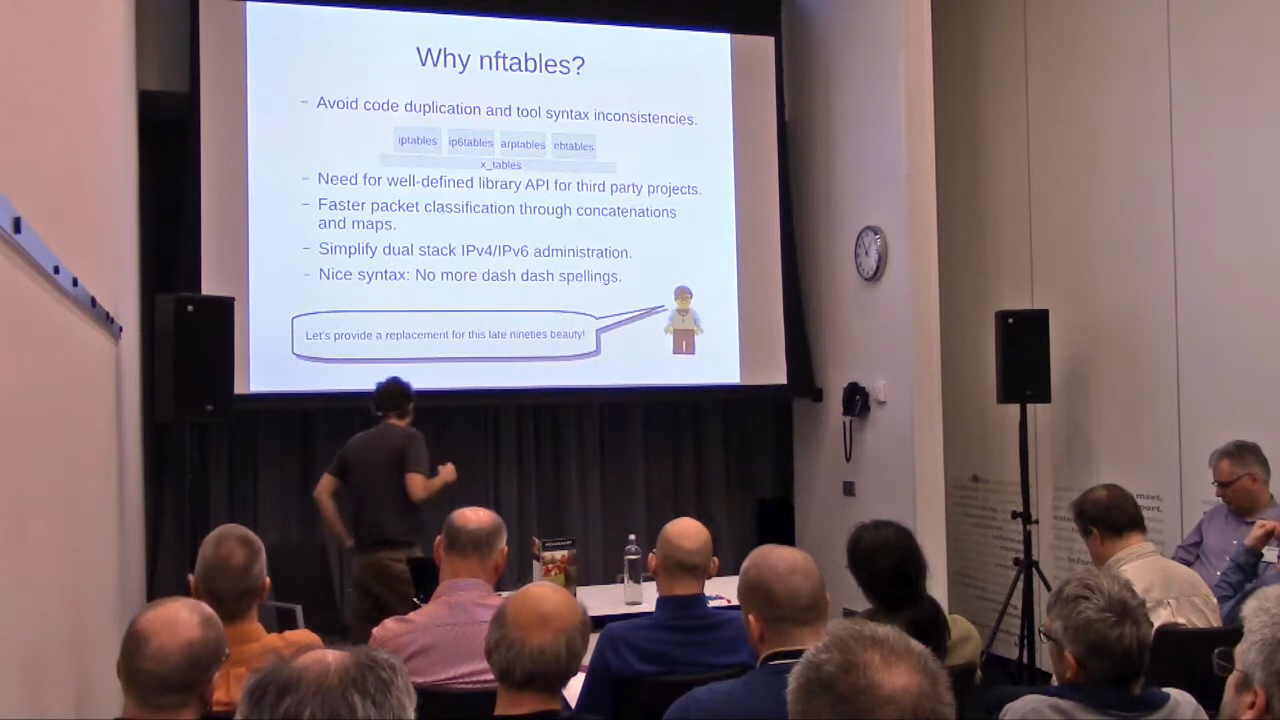 Why nftables?
– Avoid code duplication and tool syntax inconsistencies.
iptables ip6tables arptables ebtables
x_tables
– Need for well-defined library API for third party projects.
– Faster packet classification through concatenations
and maps.
– Simplify dual stack IPv4/IPv6 administration.
– Nice syntax: No more dash dash spellings.
Let's provide a replacement for this late nineties beauty!
meet,